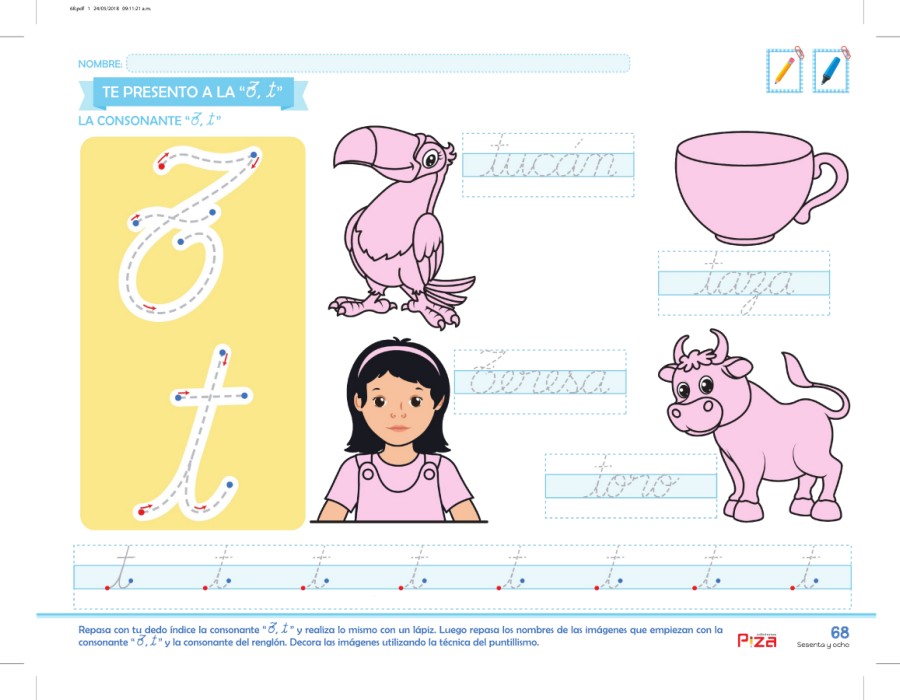 68.pdf 1 24/05/2018 09:11:21 a.m.
NOMBRE:
TE PRESENTO A LA "T, t"
LA CONSONANTE "T, t"
T
t
tucán
taza
Teresa
toro
t t t t t t t t
Repasa con tu dedo índice la consonante "T, t" y realiza lo mismo con un lápiz. Luego repasa los nombres de las imágenes que empiezan con la
consonante "T, t" y la consonante del renglón. Decora las imágenes utilizando la técnica del puntillismo.
PiZA
68
Sesenta y ocho